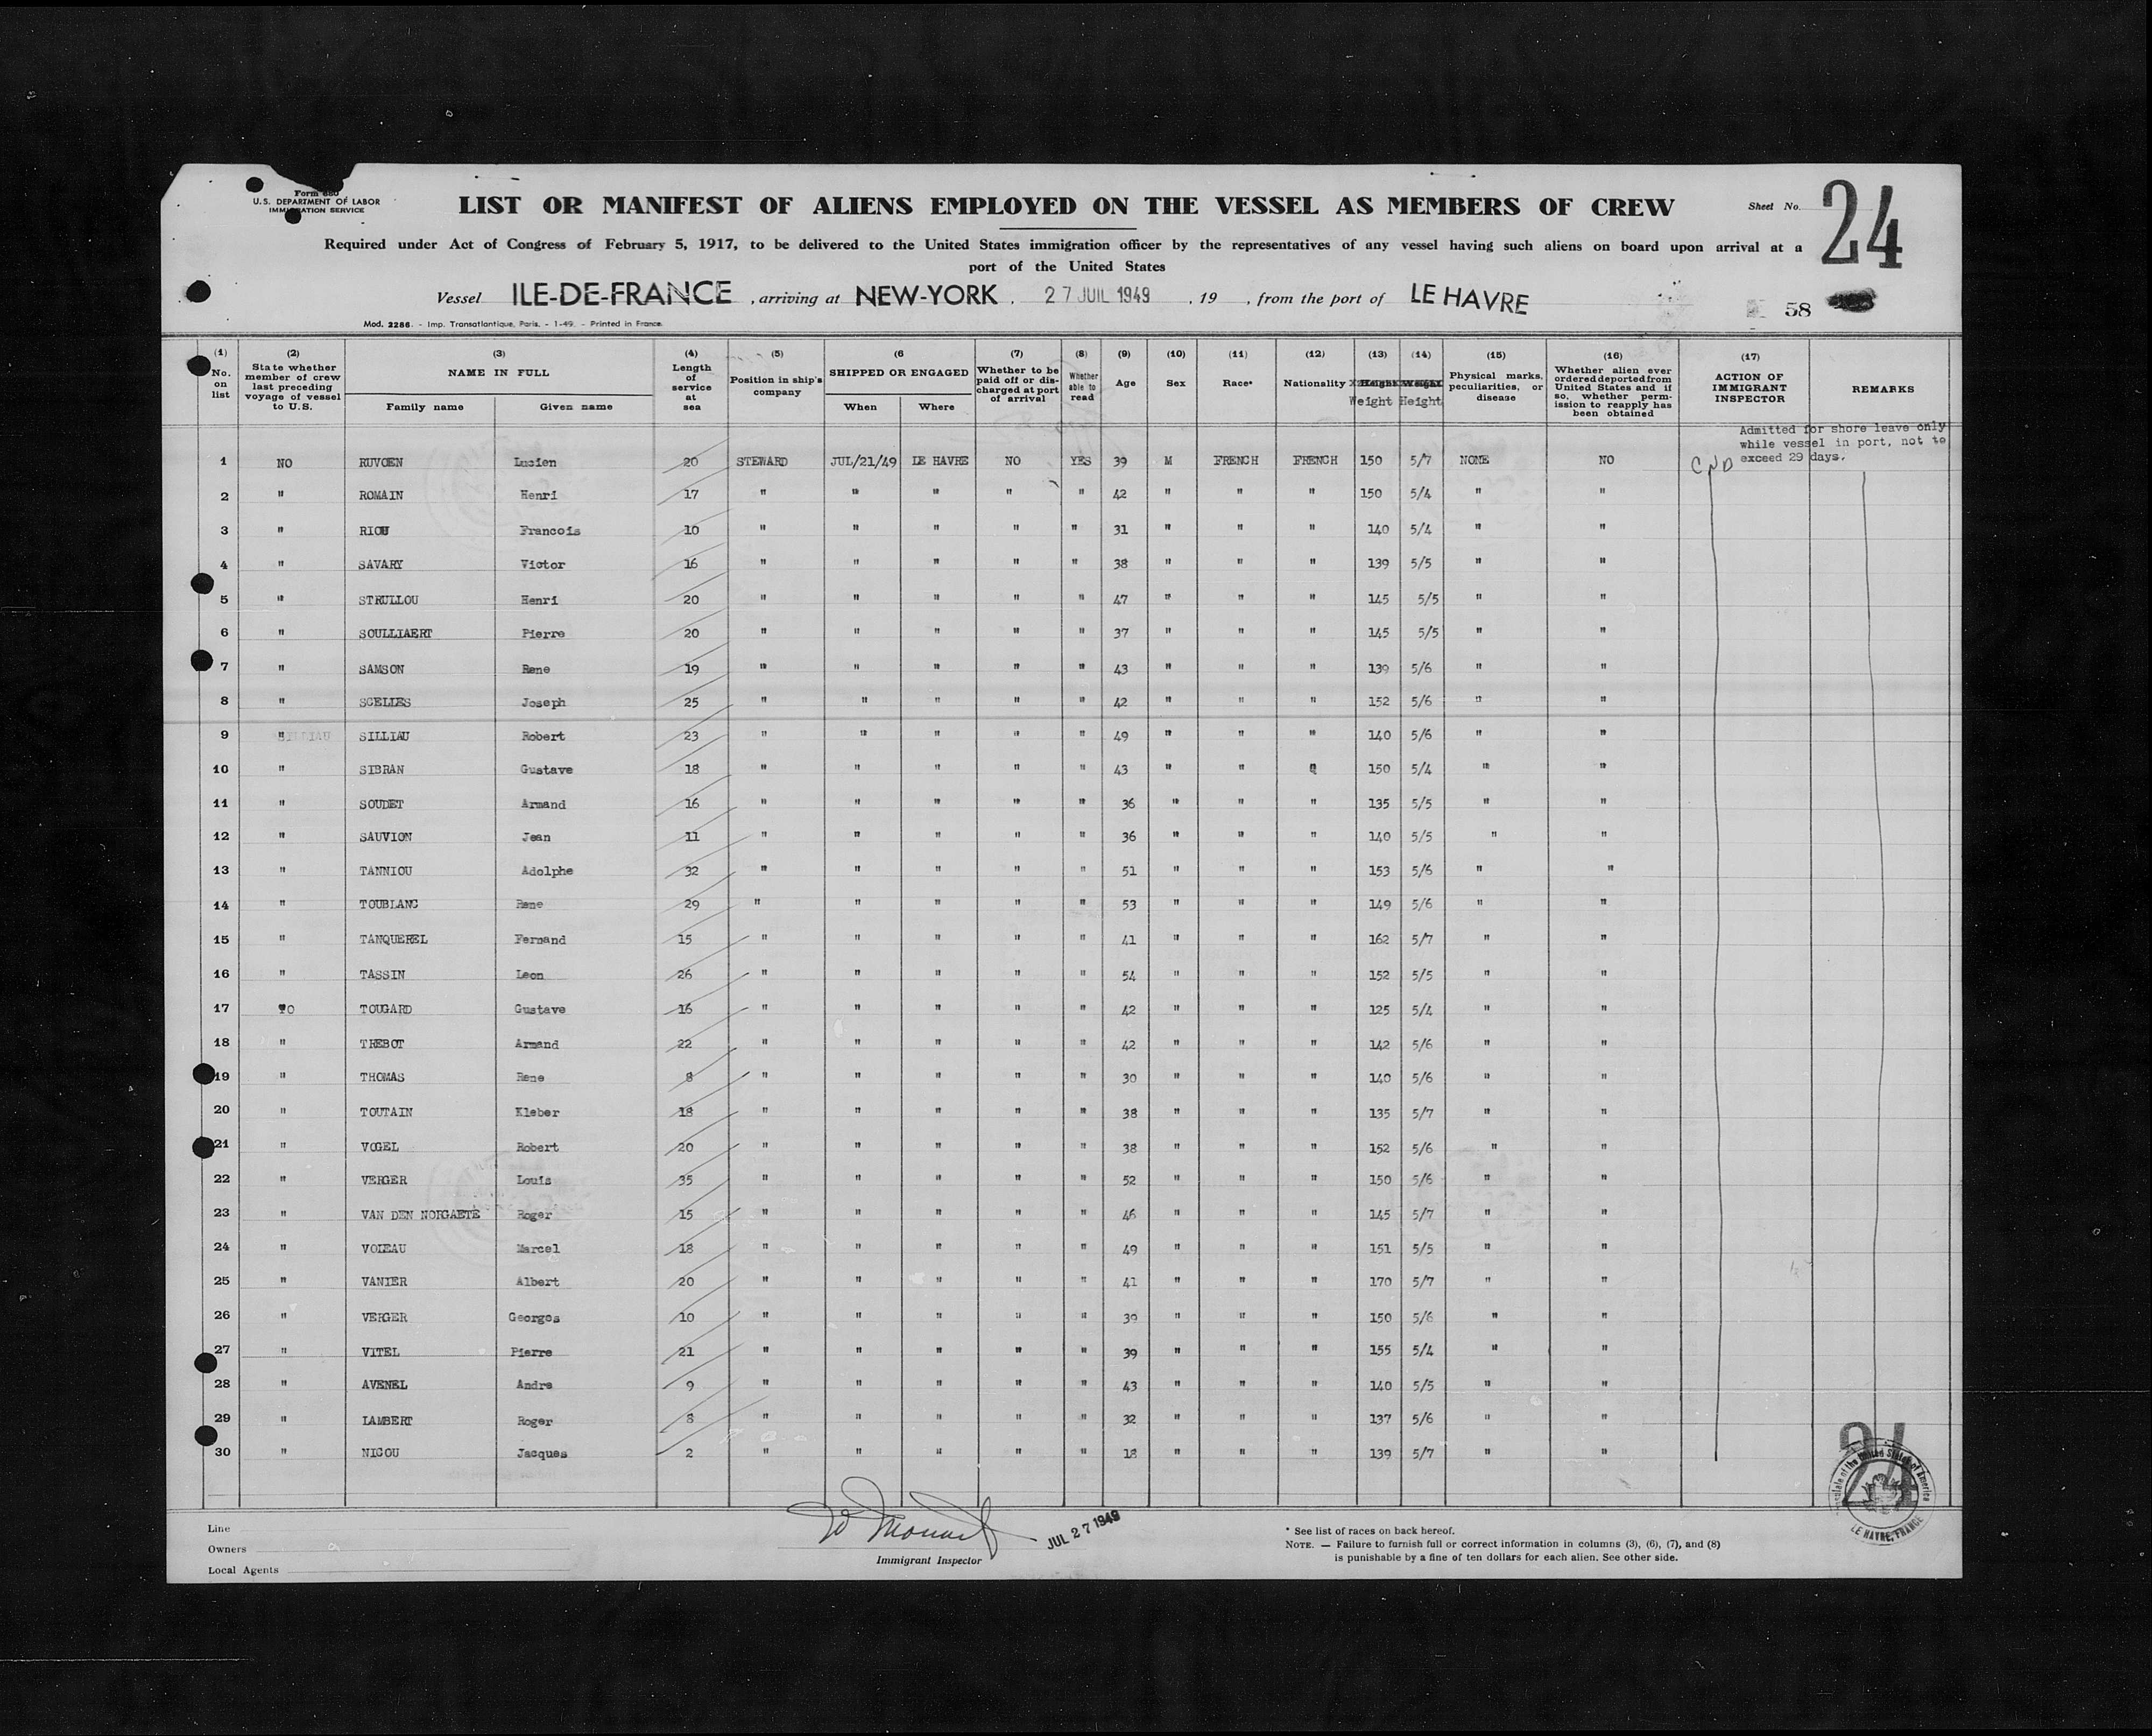 Form 680
U.S. DEPARTMENT OF LABOR
IMMIGRATION SERVICE
LIST OR MANIFEST OF ALIENS EMPLOYED ON THE VESSEL AS MEMBERS OF CREW
Sheet No. 24
Required under Act of Congress of February 5, 1917, to be delivered to the United States immigration officer by the representatives of any vessel having such aliens on board upon arrival at a
port of the United States
Vessel ILE-DE-FRANCE , arriving at NEW-YORK . 27 JUIL 1949 , 19 , from the port of LE HAVRE
58
Mod. 2286. - Imp. Transatlantique, Paris. - 1-49. - Printed in France.
(1) No. on list
(2) State whether member of crew last preceding voyage of vessel to U.S.
(3) NAME IN FULL Family name Given name
(4) Length of service at sea
(5) Position in ship's company
(6 SHIPPED OR ENGAGED When Where
(7) Whether to be paid off or discharged at port of arrival
(8) Whether able to read
(9) Age
(10) Sex
(11) Race*
(12) Nationality
(13) Weight
(14) Height
(15) Physical marks, peculiarities, or disease
(16) Whether alien ever ordered deported from United States and if so, whether permission to reapply has been obtained
(17) ACTION OF IMMIGRANT INSPECTOR
REMARKS
Admitted for shore leave only
while vessel in port, not to
exceed 29 days.
1 NO RUVOEN Lucien 20 STEWARD JUL/21/49 LE HAVRE NO YES 39 M FRENCH FRENCH 150 5/7 NONE NO
2 " ROMAIN Henri 17 " " " " " 42 " " " 150 5/4 " "
3 " RIOU Francois 10 " " " " " 31 " " " 140 5/4 " "
4 " SAVARY Victor 16 " " " " " 38 " " " 139 5/5 " "
5 " STRULLOU Henri 20 " " " " " 47 " " " 145 5/5 " "
6 " SOULLIAERT Pierre 20 " " " " " 37 " " " 145 5/5 " "
7 " SAMSON Rene 19 " " " " " 43 " " " 139 5/6 " "
8 " SCELLES Joseph 25 " " " " " 42 " " " 152 5/6 " "
9 " SILLIAU Robert 23 " " " " " 49 " " " 140 5/6 " "
10 " SIBRAN Gustave 18 " " " " " 43 " " " 150 5/4 " "
11 " SOUDET Armand 16 " " " " " 36 " " " 135 5/5 " "
12 " SAUVION Jean 11 " " " " " 36 " " " 140 5/5 " "
13 " TANNIOU Adolphe 32 " " " " " 51 " " " 153 5/6 " "
14 " TOUBLANC Rene 29 " " " " " 53 " " " 149 5/6 " "
15 " TANQUEREL Fernand 15 " " " " " 41 " " " 162 5/7 " "
16 " TASSIN Leon 26 " " " " " 54 " " " 152 5/5 " "
17 TOUGARD Gustave 16 " " " " " 42 " " " 125 5/4 " "
18 " THEBOT Armand 22 " " " " " 42 " " " 142 5/6 " "
19 " THOMAS Rene 8 " " " " " 30 " " " 140 5/6 " "
20 " TOUTAIN Kleber 18 " " " " " 38 " " " 135 5/7 " "
21 " VOGEL Robert 20 " " " " " 38 " " " 152 5/6 " "
22 " VERGER Louis 35 " " " " " 52 " " " 150 5/6 " "
23 " VAN DEN NORGAETE Roger 15 " " " " " 46 " " " 145 5/7 " "
24 " VOLEAU Marcel 18 " " " " " 49 " " " 151 5/5 " "
25 " VANIER Albert 20 " " " " " 41 " " " 170 5/7 " "
26 " VERGER Georges 10 " " " " " 39 " " " 150 5/6 " "
27 " VITEL Pierre 21 " " " " " 39 " " " 155 5/4 " "
28 " AVENEL Andre 9 " " " " " 43 " " " 140 5/5 " "
29 " LAMBERT Roger 8 " " " " " 32 " " " 137 5/6 " "
30 " NICOU Jacques 2 " " " " " 18 " " " 139 5/7 " "
24
LE HAVRE, FRANCE
JUL 27 1949
Immigrant Inspector
Line
Owners
Local Agents
* See list of races on back hereof.
NOTE. — Failure to furnish full or correct information in columns (3), (6), (7), and (8)
is punishable by a fine of ten dollars for each alien. See other side.